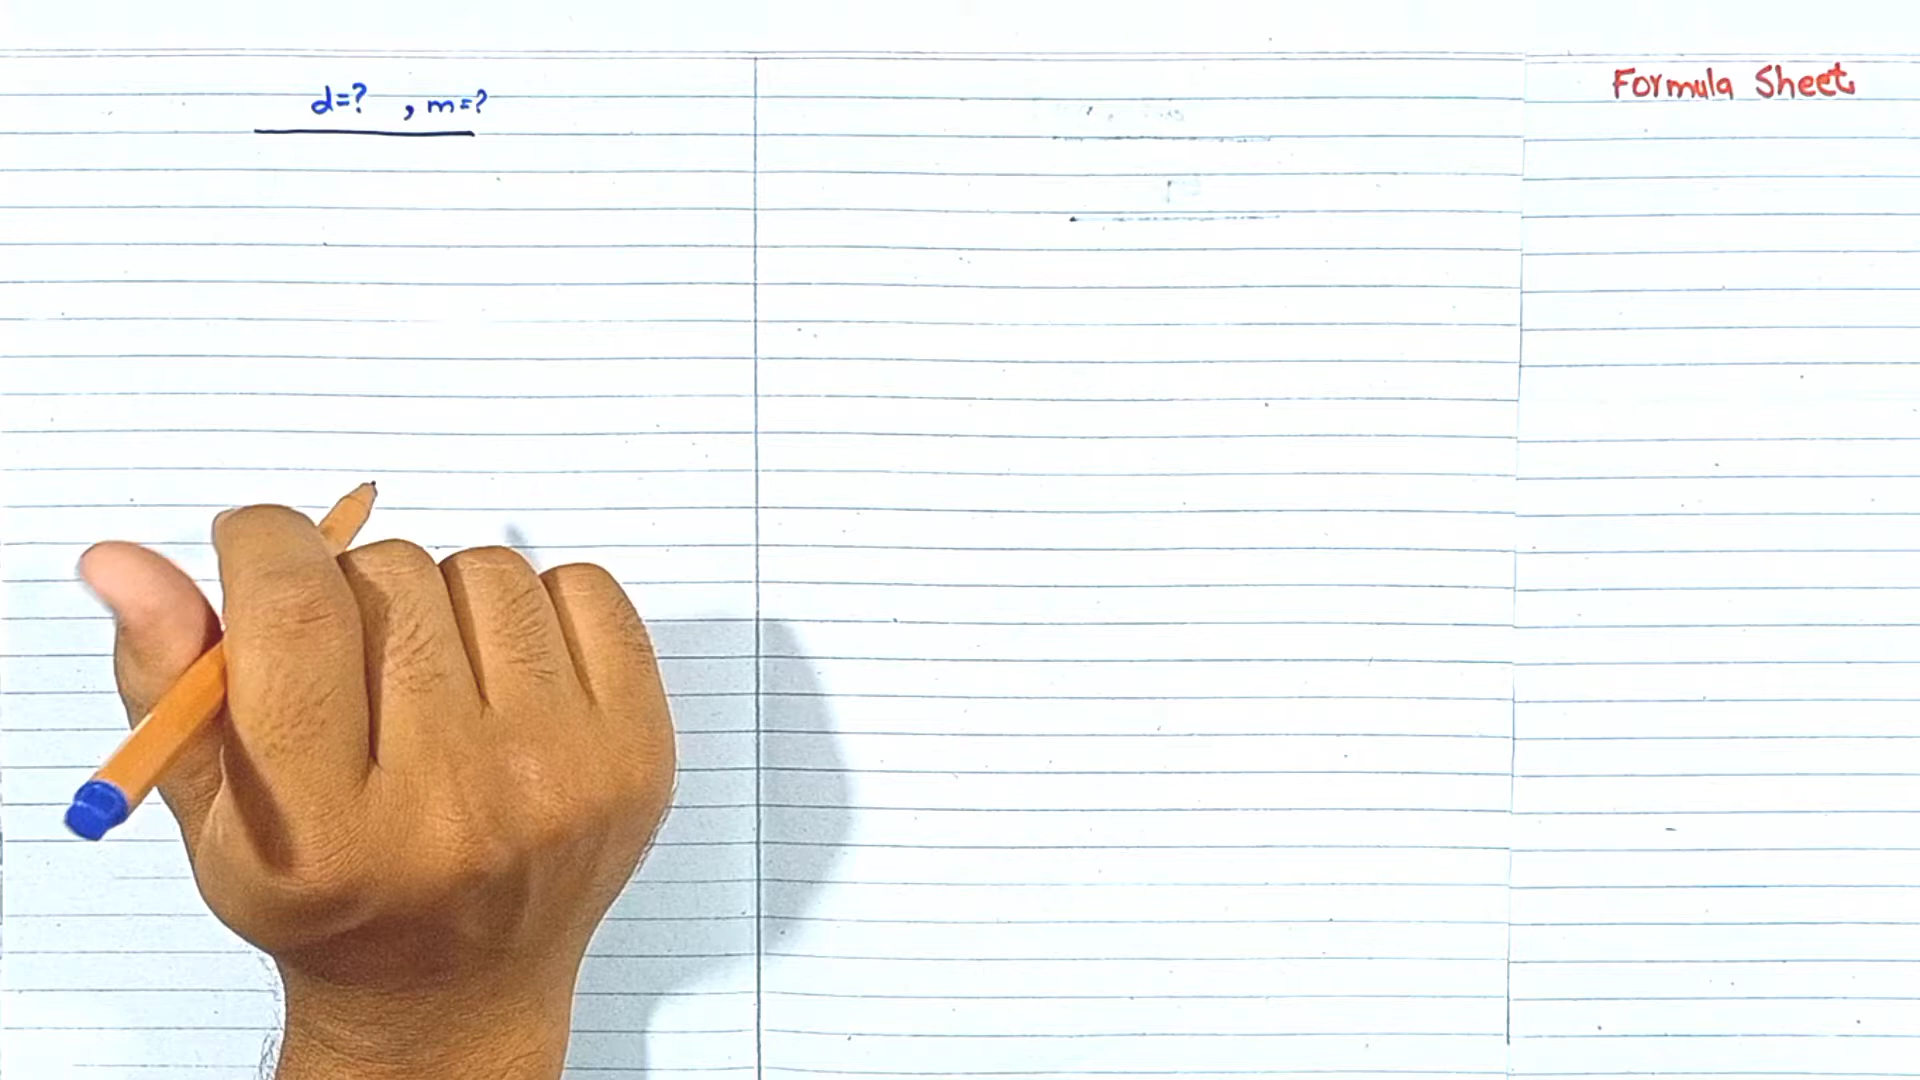 d=? , m=?
Formula Sheet